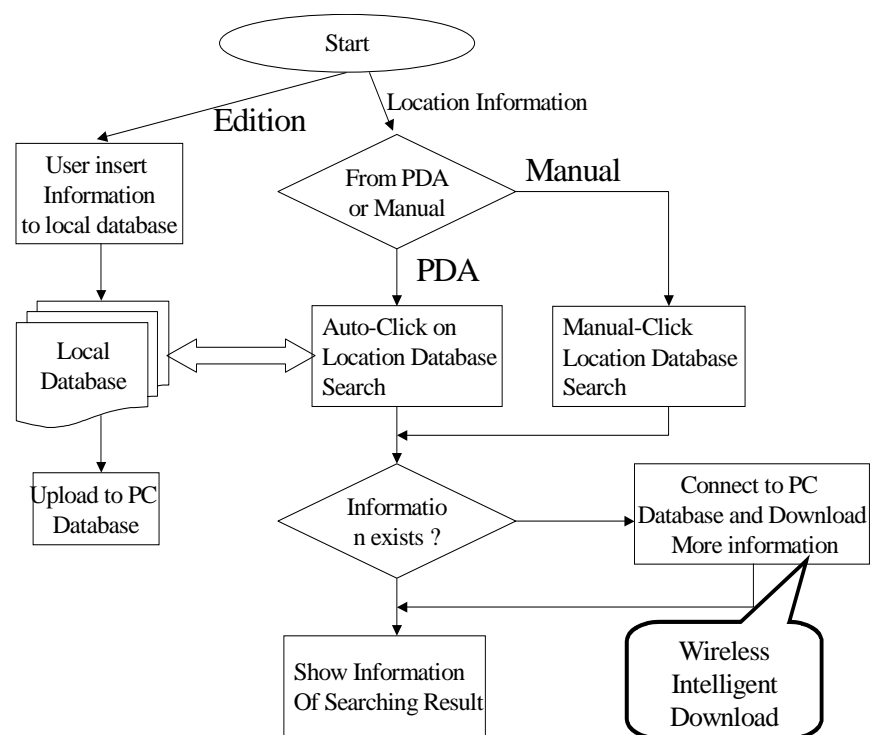 Start
Location Information
Edition
User insert
Information
to local database
From PDA
or Manual
Manual
PDA
Local
Database
Auto-Click on
Location Database
Search
Manual-Click
Location Database
Search
Upload to PC
Database
Informatio
n exists ?
Connect to PC
Database and Download
More information
Show Information
Of Searching Result
Wireless
Intelligent
Download